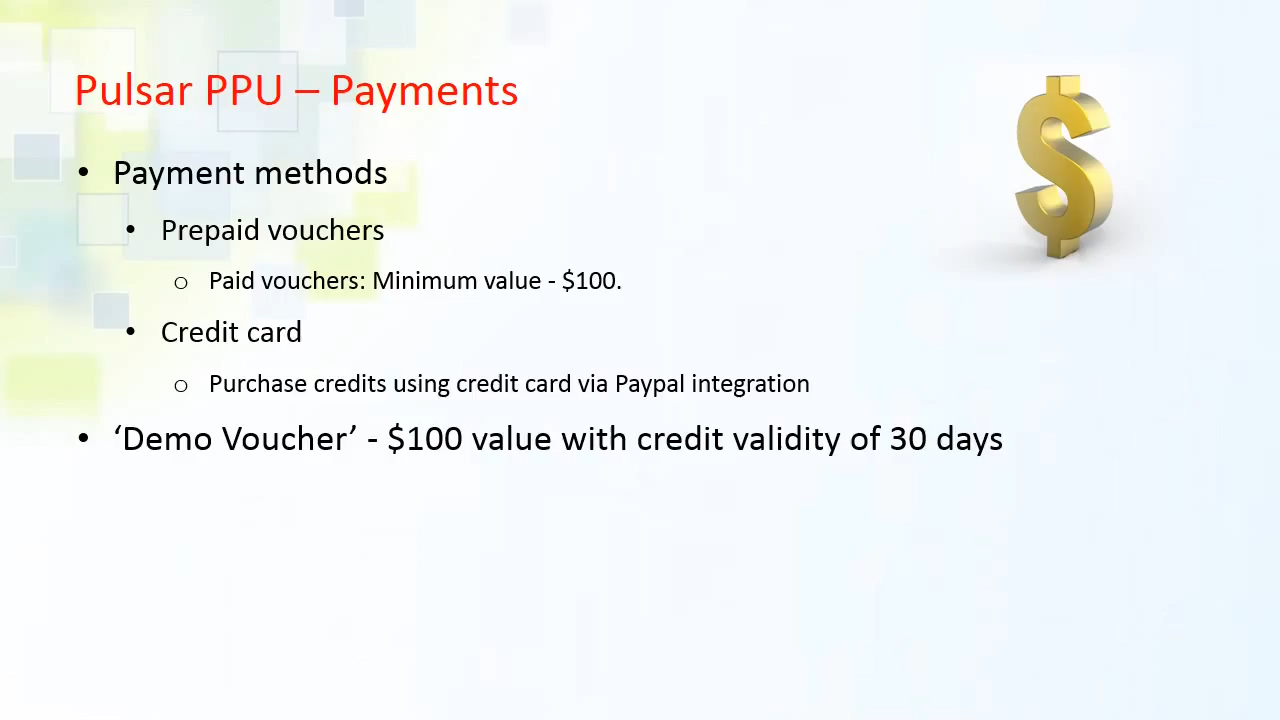 Pulsar PPU – Payments
• Payment methods
• Prepaid vouchers
o Paid vouchers: Minimum value - $100.
• Credit card
o Purchase credits using credit card via Paypal integration
• ‘Demo Voucher’ - $100 value with credit validity of 30 days